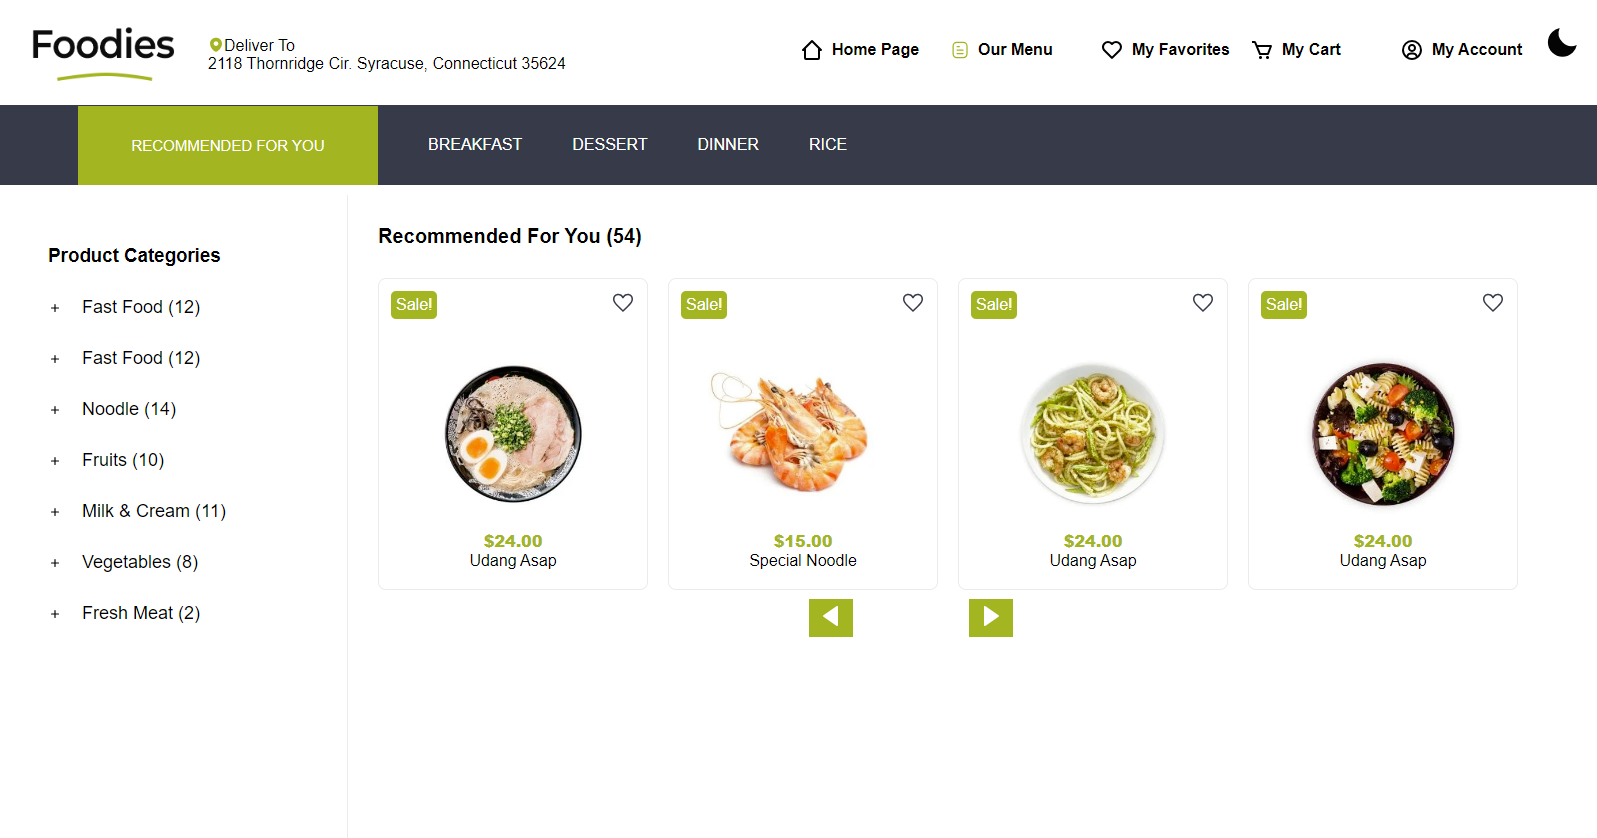 Foodies
Deliver To
2118 Thornridge Cir. Syracuse, Connecticut 35624
Home Page
Our Menu
My Favorites
My Cart
My Account
RECOMMENDED FOR YOU
BREAKFAST
DESSERT
DINNER
RICE
Product Categories
+ Fast Food (12)
+ Fast Food (12)
+ Noodle (14)
+ Fruits (10)
+ Milk & Cream (11)
+ Vegetables (8)
+ Fresh Meat (2)
Recommended For You (54)
Sale!
$24.00
Udang Asap
Sale!
$15.00
Special Noodle
Sale!
$24.00
Udang Asap
Sale!
$24.00
Udang Asap